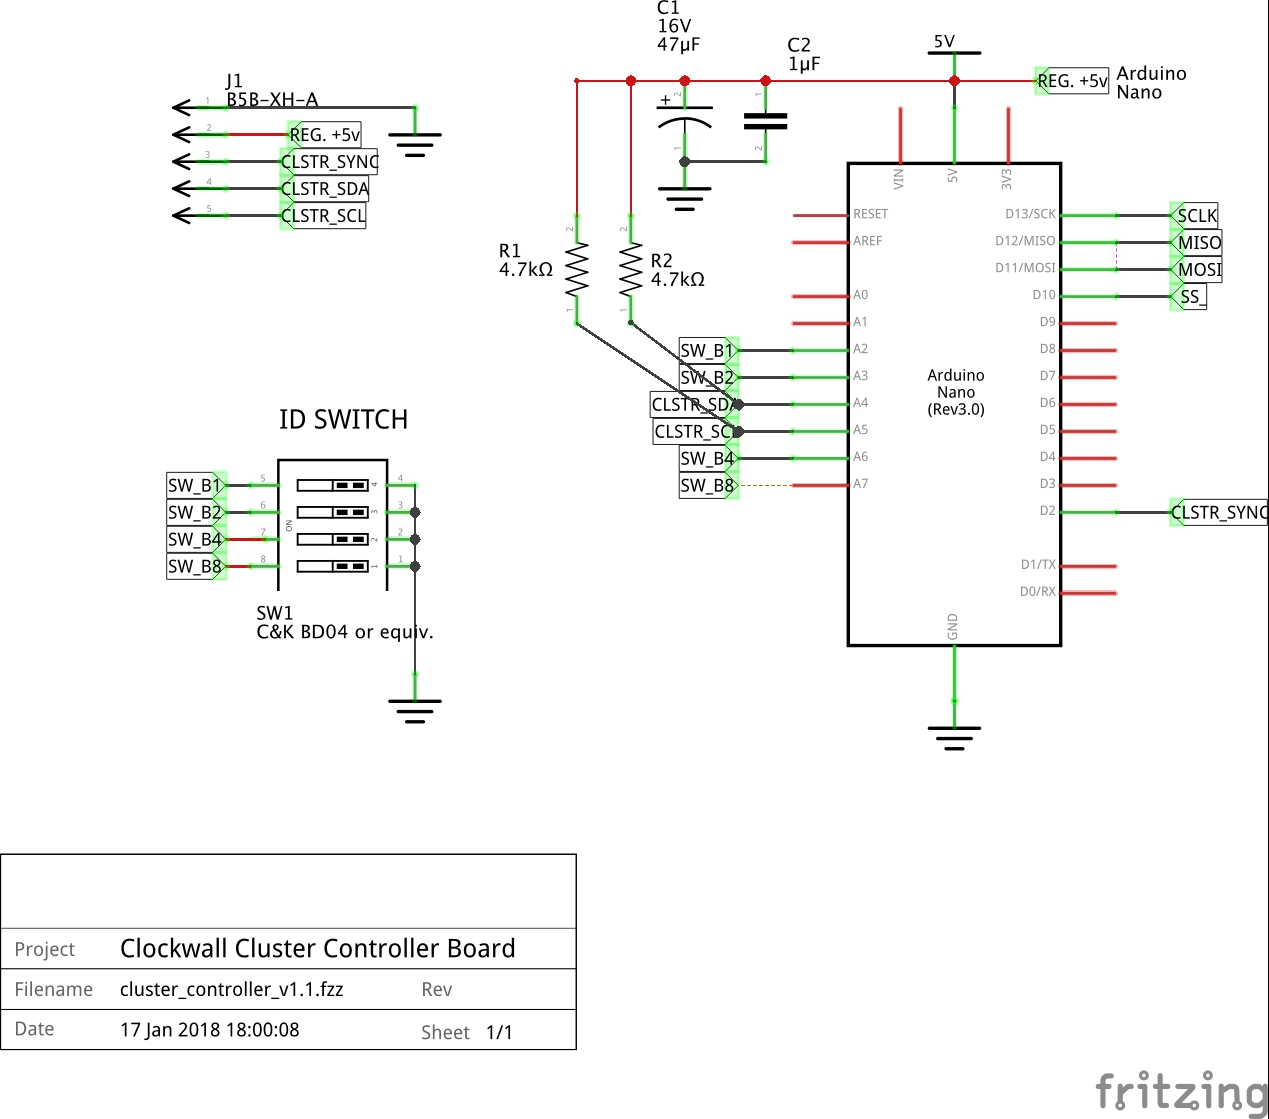 C1
16V
47µF
C2
1µF
5V
REG. +5v
Arduino
Nano
J1
B5B-XH-A
1
2
REG. +5v
3
CLSTR_SYNC
4
CLSTR_SDA
5
CLSTR_SCL
+
2
1
1
2
VIN
5V
3V3
RESET
AREF
A0
A1
A2
A3
A4
A5
A6
A7
D13/SCK
D12/MISO
D11/MOSI
D10
D9
D8
D7
D6
D5
D4
D3
D2
D1/TX
D0/RX
GND
Arduino
Nano
(Rev3.0)
SCLK
MISO
MOSI
SS_
CLSTR_SYNC
R1
4.7kΩ
2
1
R2
4.7kΩ
2
1
SW_B1
SW_B2
CLSTR_SDA
CLSTR_SCL
SW_B4
SW_B8
ID SWITCH
SW_B1
SW_B2
SW_B4
SW_B8
5
6
7
8
ON
4
3
2
1
4
3
2
1
SW1
C&K BD04 or equiv.
Project Clockwall Cluster Controller Board
Filename cluster_controller_v1.1.fzz Rev
Date 17 Jan 2018 18:00:08 Sheet 1/1
fritzing